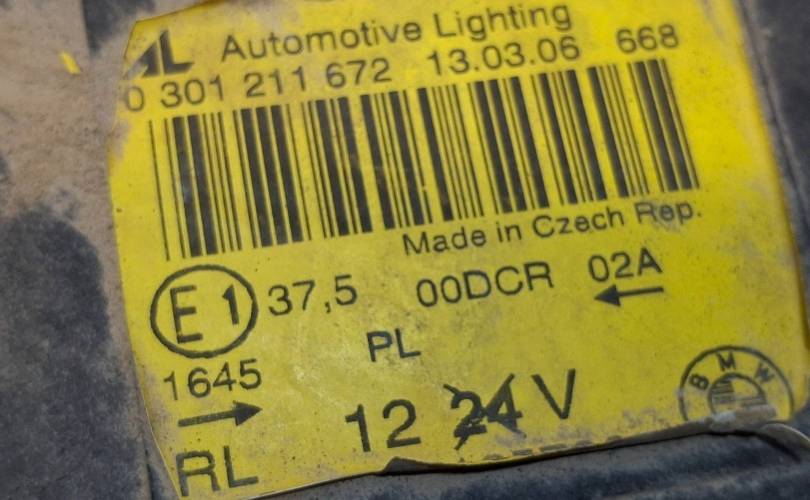 AL Automotive Lighting
0 301 211 672 13.03.06 668
Made in Czech Rep.
E1 37,5 00DCR 02A
←
PL
1645
→
12 24 V
BMW
RL